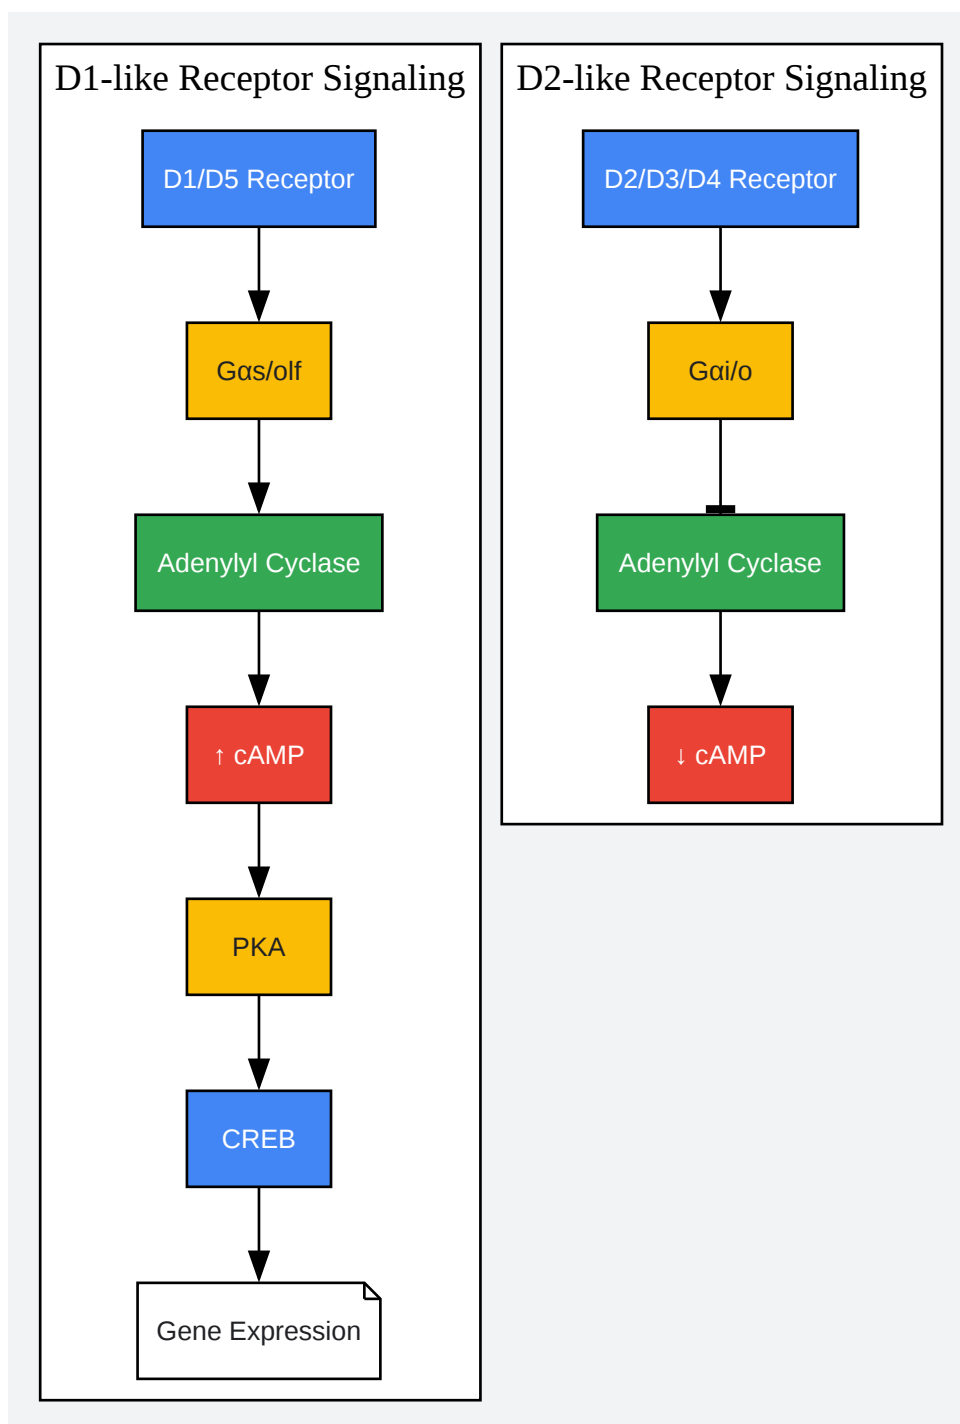 D1-like Receptor Signaling
D1/D5 Receptor
Gαs/olf
Adenylyl Cyclase
↑ cAMP
PKA
CREB
Gene Expression
D2-like Receptor Signaling
D2/D3/D4 Receptor
Gαi/o
Adenylyl Cyclase
↓ cAMP